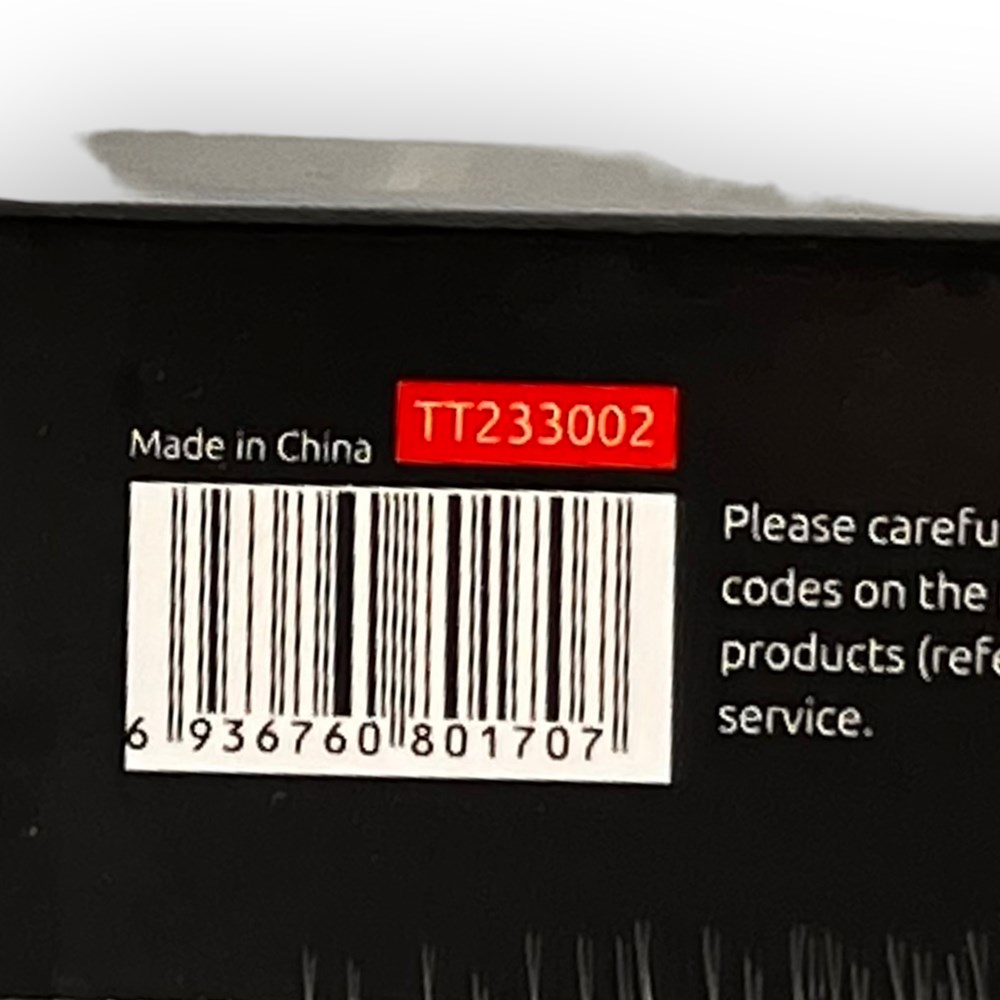 TT233002
Made in China
6 936760 801707
Please carefu
codes on the
products (refe
service.